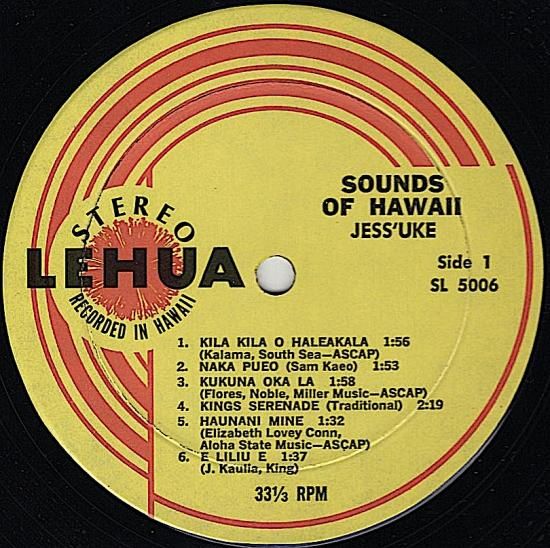 SOUNDS
OF HAWAII
JESS'UKE
Side 1
SL 5006
STEREO
LEHUA
RECORDED IN HAWAII
1. KILA KILA O HALEAKALA 1:56
(Kalama, South Sea—ASCAP)
2. NAKA PUEO (Sam Kaeo) 1:53
3. KUKUNA OKA LA 1:58
(Flores, Noble, Miller Music—ASCAP)
4. KINGS SERENADE (Traditional) 2:19
5. HAUNANI MINE 1:32
(Elizabeth Lovey Conn,
Aloha State Music—ASCAP)
6. E LILIU E 1:37
(J. Kaulia, King)
33⅓ RPM